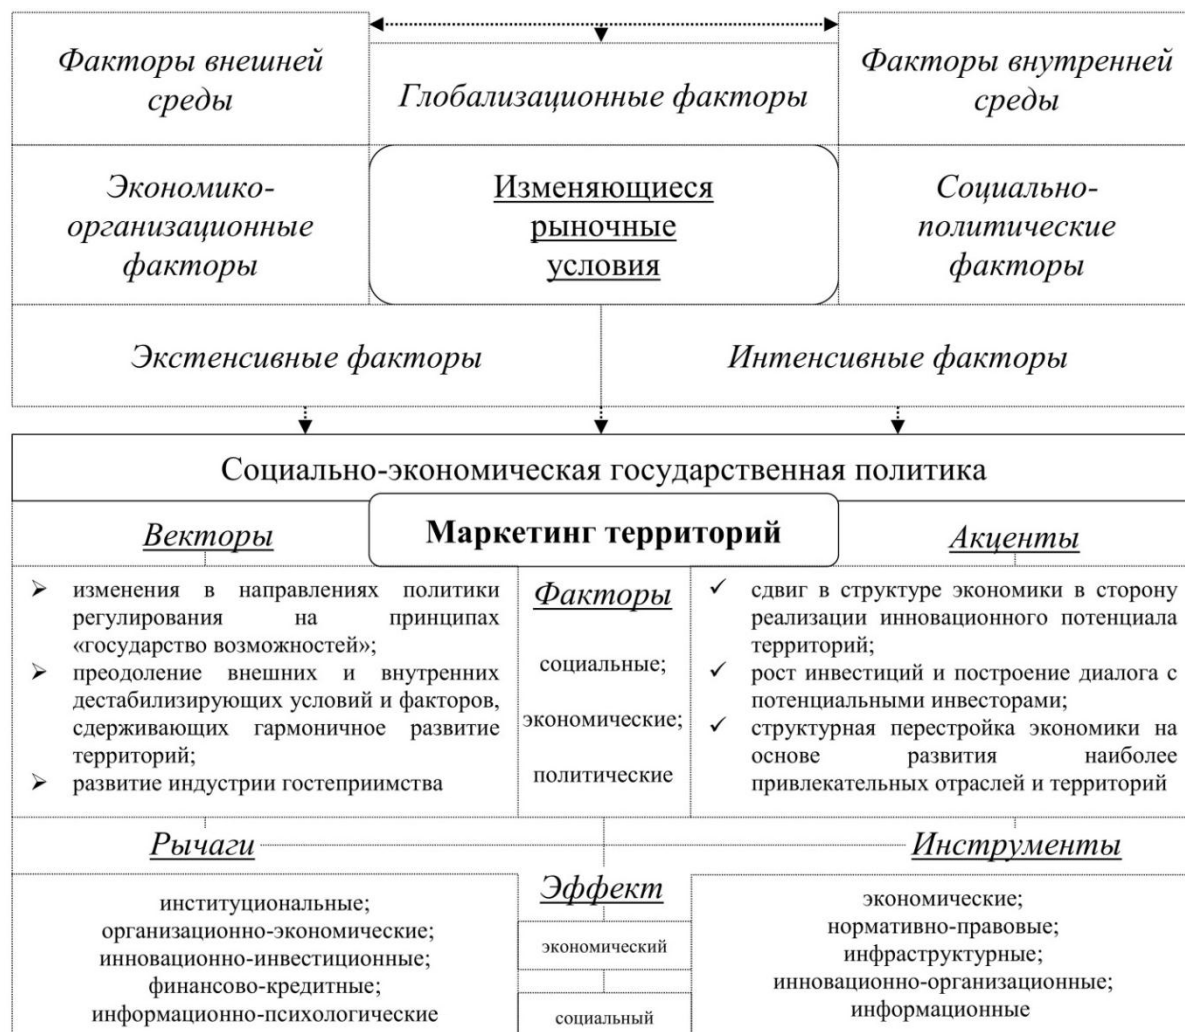 Факторы внешней
среды
Глобализационные факторы
Факторы внутренней
среды
Экономико-
организационные
факторы
Изменяющиеся
рыночные
условия
Социально-
политические
факторы
Экстенсивные факторы
Интенсивные факторы
Социально-экономическая государственная политика
Маркетинг территорий
Векторы
изменения в направлениях политики
регулирования на принципах
«государство возможностей»;
преодоление внешних и внутренних
дестабилизирующих условий и факторов,
сдерживающих гармоничное развитие
территорий;
развитие индустрии гостеприимства
Факторы
социальные;
экономические;
политические
Акценты
сдвиг в структуре экономики в сторону
реализации инновационного потенциала
территорий;
рост инвестиций и построение диалога с
потенциальными инвесторами;
структурная перестройка экономики на
основе развития наиболее
привлекательных отраслей и территорий
Рычаги
институциональные;
организационно-экономические;
инновационно-инвестиционные;
финансово-кредитные;
информационно-психологические
Эффект
экономический
социальный
Инструменты
экономические;
нормативно-правовые;
инфраструктурные;
инновационно-организационные;
информационные